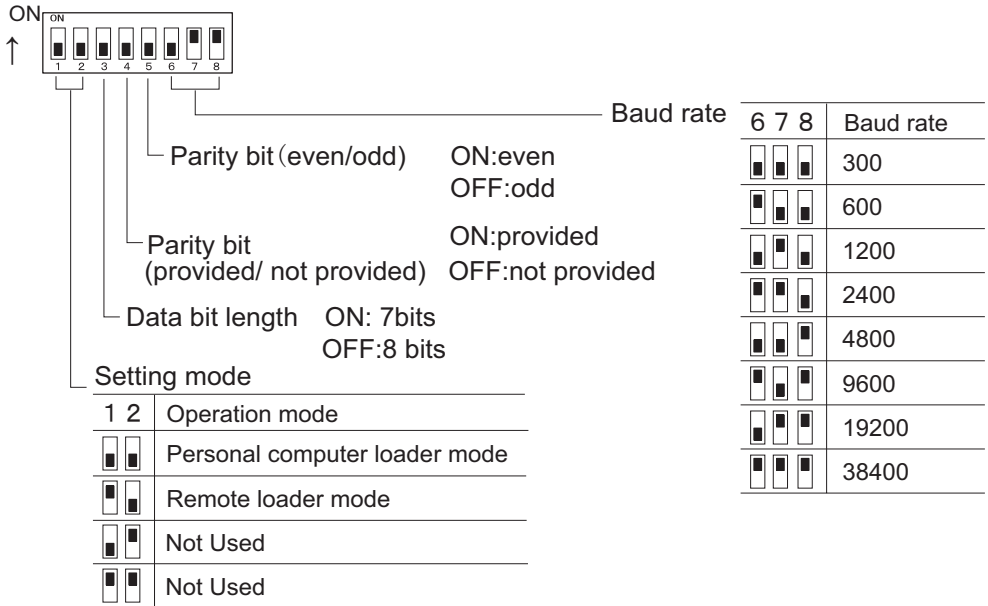 ON
ON
↑
1 2 3 4 5 6 7 8
Baud rate
Parity bit (even/odd) ON:even
OFF:odd
Parity bit
(provided/ not provided)
ON:provided
OFF:not provided
Data bit length ON: 7bits
OFF:8 bits
Setting mode
1 2 Operation mode
Personal computer loader mode
Remote loader mode
Not Used
Not Used
6 7 8 Baud rate
300
600
1200
2400
4800
9600
19200
38400